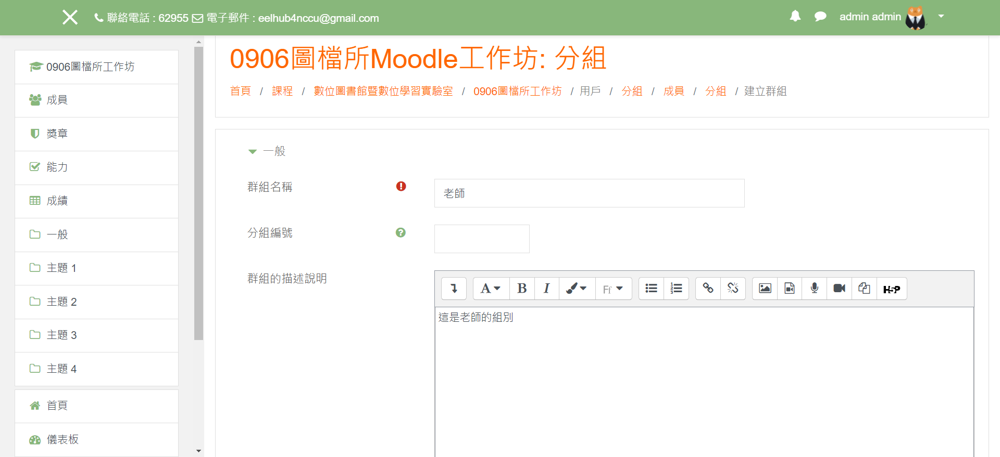 聯絡電話 : 62955 電子郵件 : eelhub4nccu@gmail.com
admin admin
0906圖檔所工作坊
成員
獎章
能力
成績
一般
主題 1
主題 2
主題 3
主題 4
首頁
儀表板
0906圖檔所Moodle工作坊: 分組
首頁 / 課程 / 數位圖書館暨數位學習實驗室 / 0906圖檔所工作坊 / 用戶 / 分組 / 成員 / 分組 / 建立群組
一般
群組名稱
老師
分組編號
群組的描述說明
A B I Ff H5P
這是老師的組別